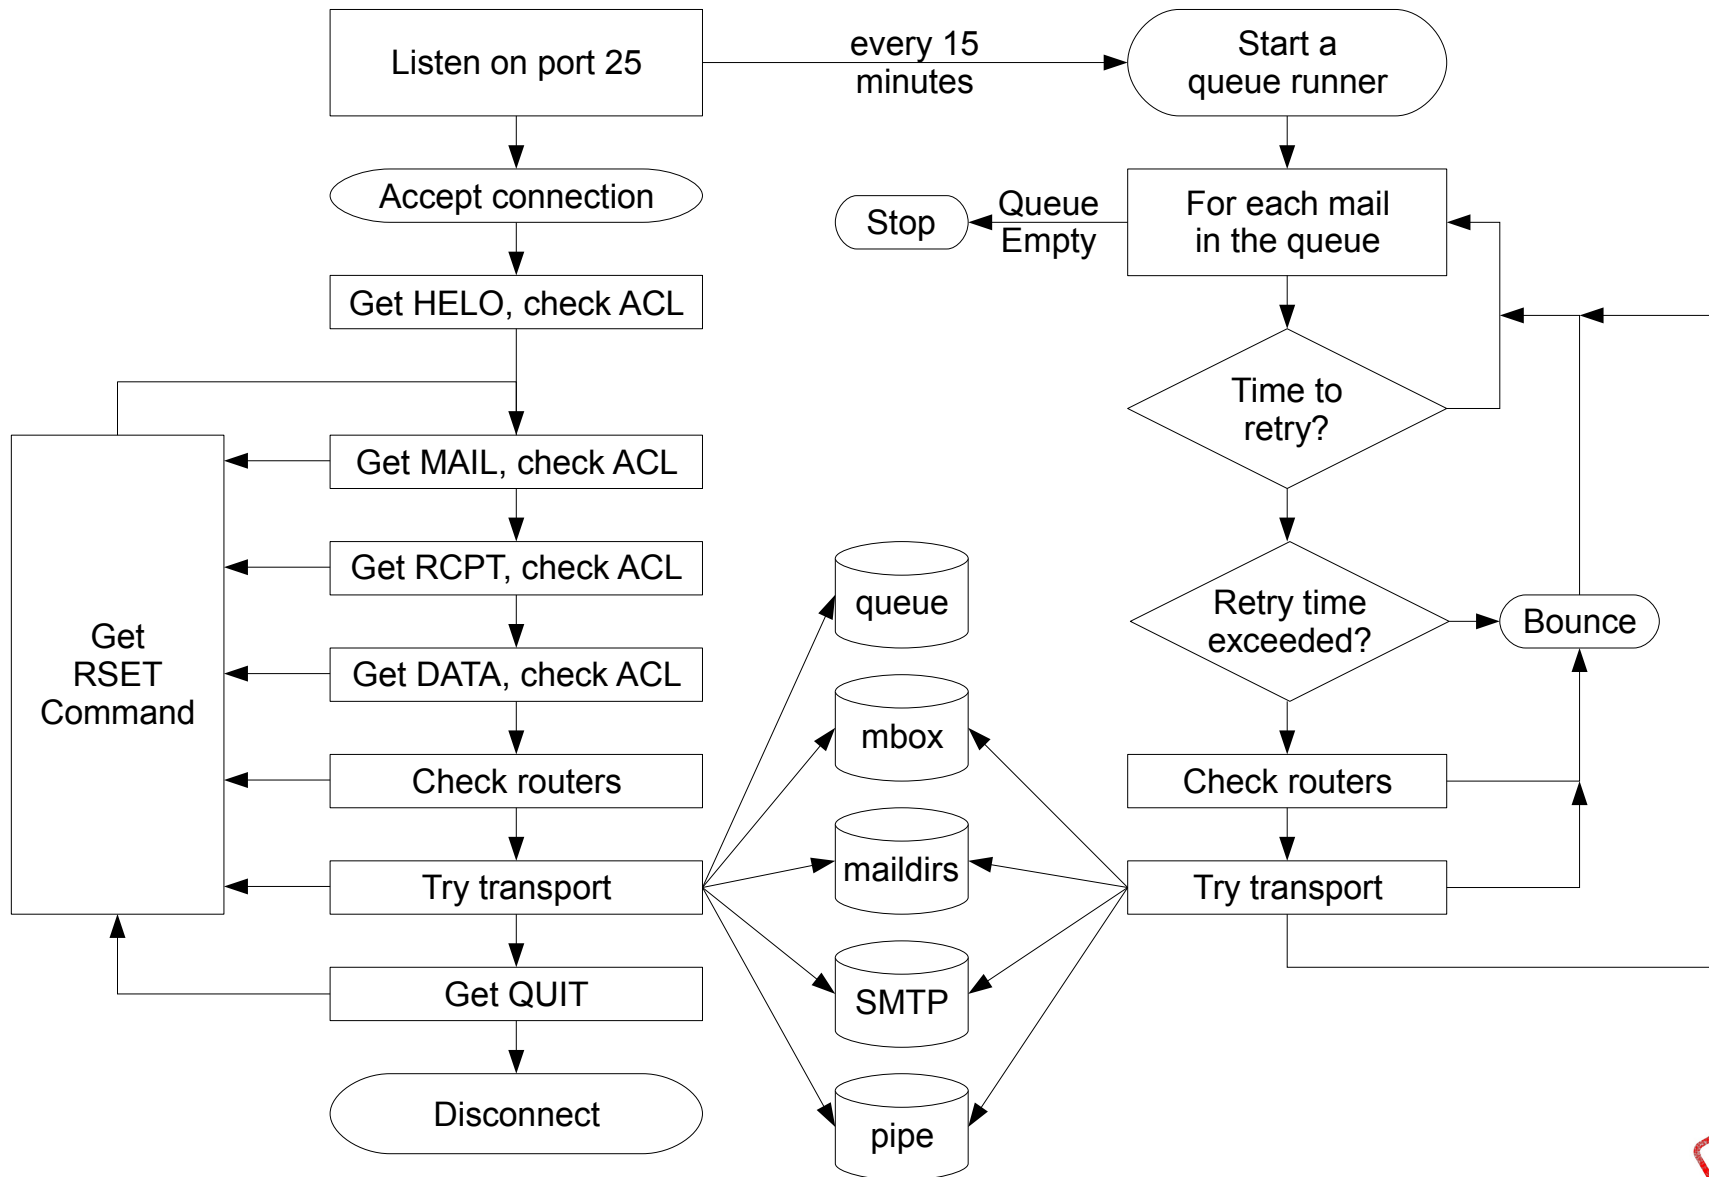 Listen on port 25
every 15
minutes
Start a
queue runner
Accept connection
Stop
Queue
Empty
For each mail
in the queue
Get HELO, check ACL
Time to
retry?
Get MAIL, check ACL
Get RCPT, check ACL
Get DATA, check ACL
Check routers
Try transport
Get QUIT
Disconnect
Get
RSET
Command
queue
mbox
maildirs
SMTP
pipe
Retry time
exceeded?
Bounce
Check routers
Try transport